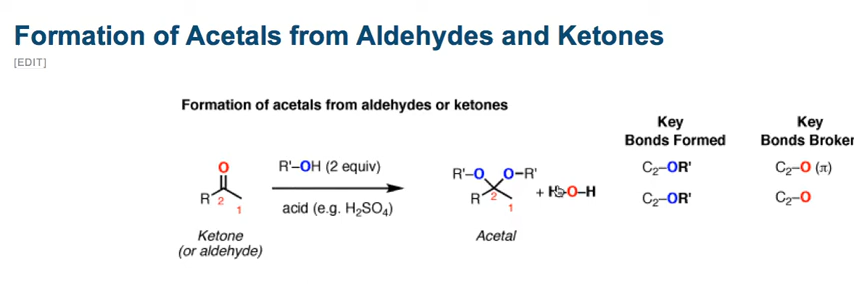 Formation of Acetals from Aldehydes and Ketones
[EDIT]
Formation of acetals from aldehydes or ketones
Key Bonds Formed
Key Bonds Broken
O
R 2 1
R'–OH (2 equiv)
acid (e.g. H₂SO₄)
R'–O O–R'
R 2 1
+ O–H
C₂–OR'
C₂–O (π)
C₂–OR'
C₂–O
Ketone
(or aldehyde)
Acetal